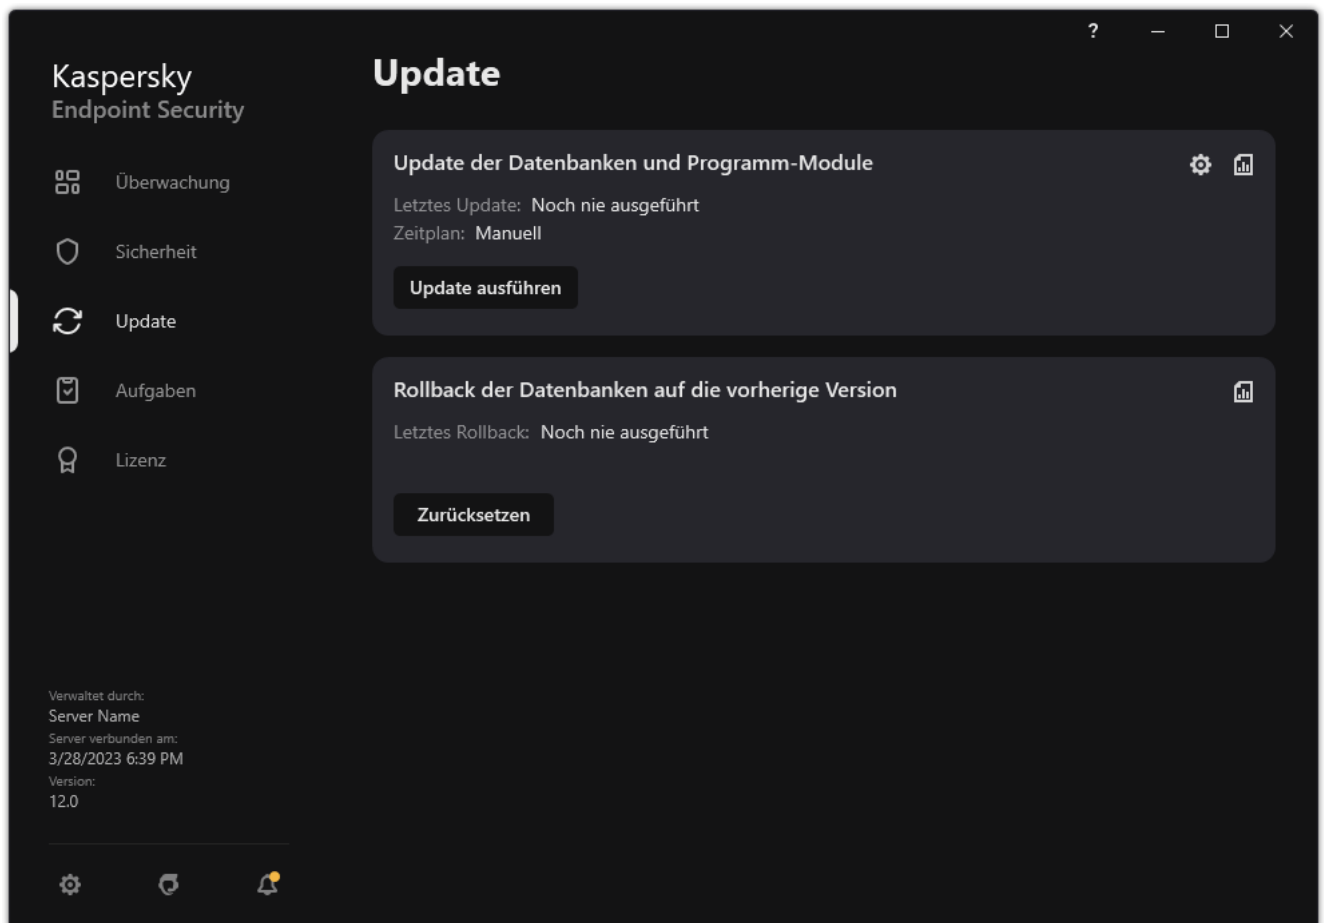 ?
Kaspersky
Endpoint Security
Überwachung
Sicherheit
Update
Aufgaben
Lizenz
Verwaltet durch:
Server Name
Server verbunden am:
3/28/2023 6:39 PM
Version:
12.0
Update
Update der Datenbanken und Programm-Module
Letztes Update: Noch nie ausgeführt
Zeitplan: Manuell
Update ausführen
Rollback der Datenbanken auf die vorherige Version
Letztes Rollback: Noch nie ausgeführt
Zurücksetzen